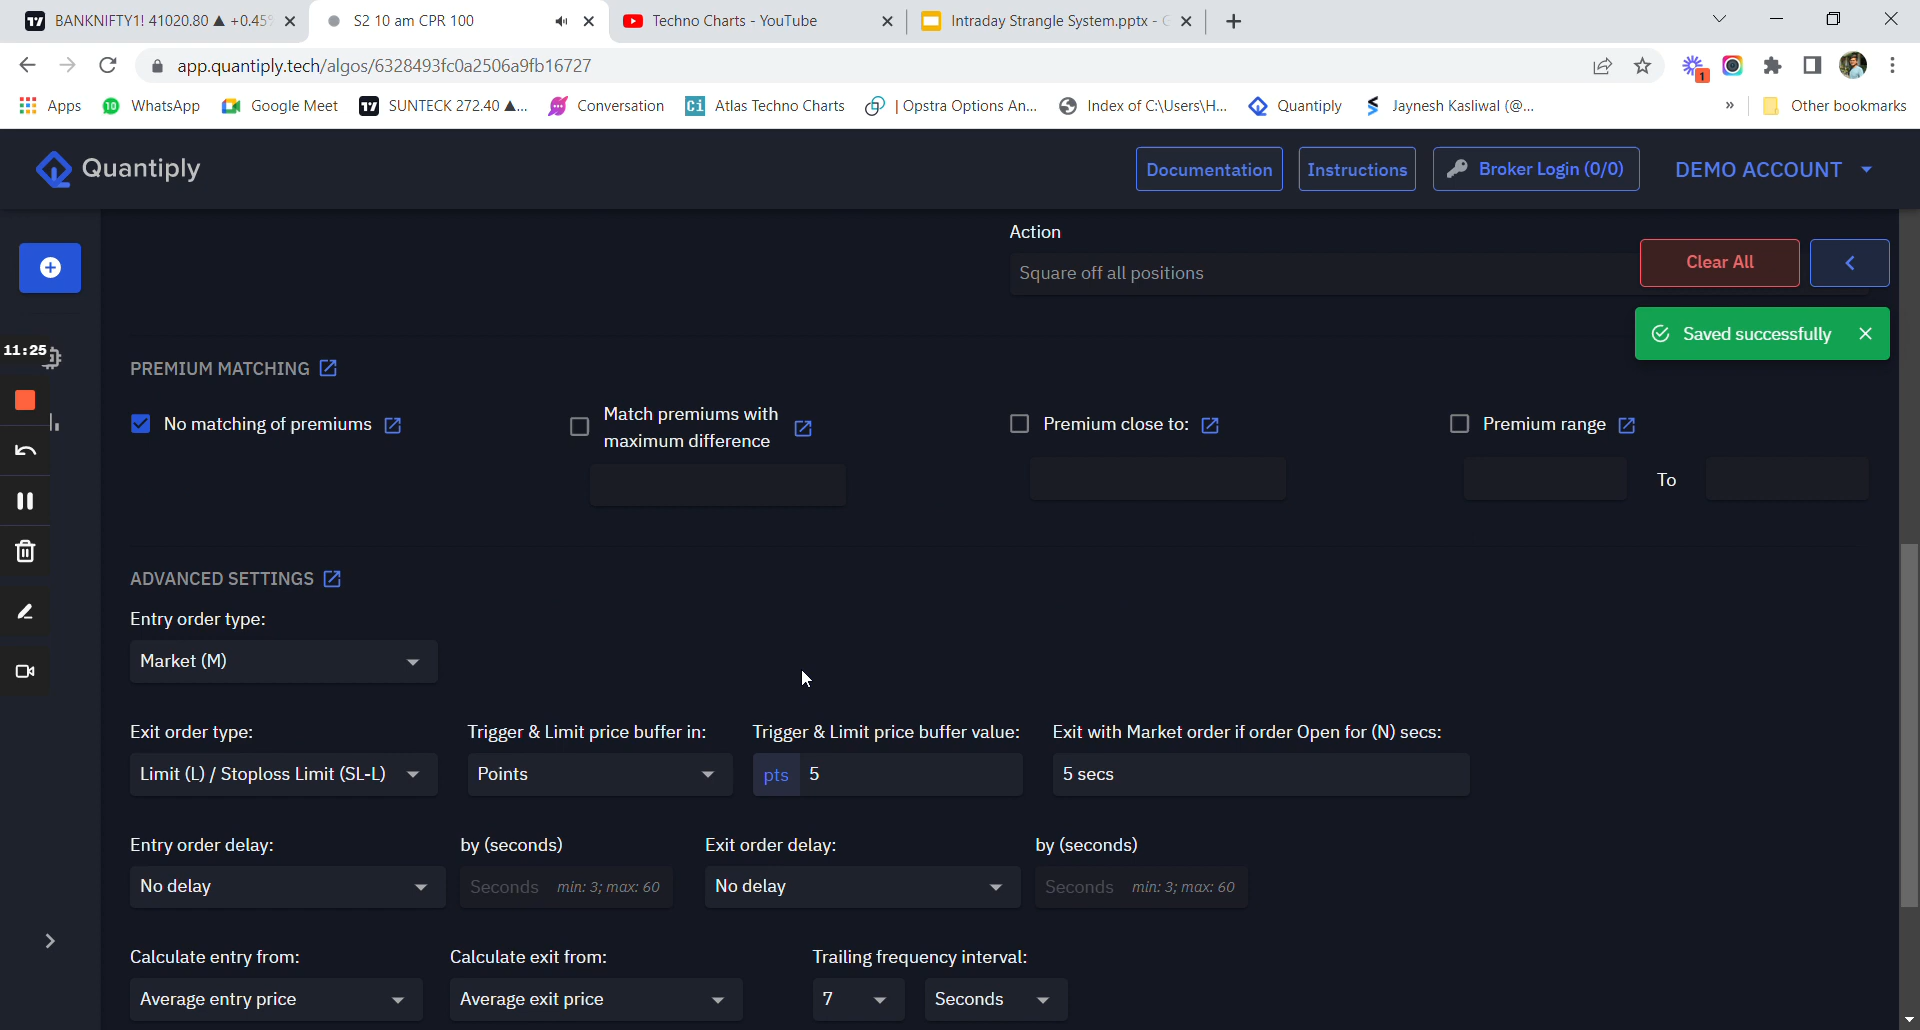 BANKNIFTY1! 41020.80 ▲ +0.45%
S2 10 am CPR 100
Techno Charts - YouTube
Intraday Strangle System.pptx - G
app.quantiply.tech/algos/6328493fc0a2506a9fb16727
1
Apps
10 WhatsApp
Google Meet
SUNTECK 272.40 ▲...
Conversation
Ci Atlas Techno Charts
| Opstra Options An...
Index of C:\Users\H...
Quantiply
Jaynesh Kasliwal (@...
»
Other bookmarks
Quantiply
Documentation
Instructions
Broker Login (0/0)
DEMO ACCOUNT
Action
Square off all positions
Clear All
Saved successfully
11:25
PREMIUM MATCHING
No matching of premiums
Match premiums with
maximum difference
Premium close to:
Premium range
To
ADVANCED SETTINGS
Entry order type:
Market (M)
Exit order type:
Trigger & Limit price buffer in:
Trigger & Limit price buffer value:
Exit with Market order if order Open for (N) secs:
Limit (L) / Stoploss Limit (SL-L)
Points
pts 5
5 secs
Entry order delay:
by (seconds)
Exit order delay:
by (seconds)
No delay
Seconds min: 3; max: 60
No delay
Seconds min: 3; max: 60
Calculate entry from:
Calculate exit from:
Trailing frequency interval:
Average entry price
Average exit price
7
Seconds